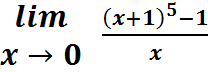 lim (x+1)⁵−1
x → 0 x